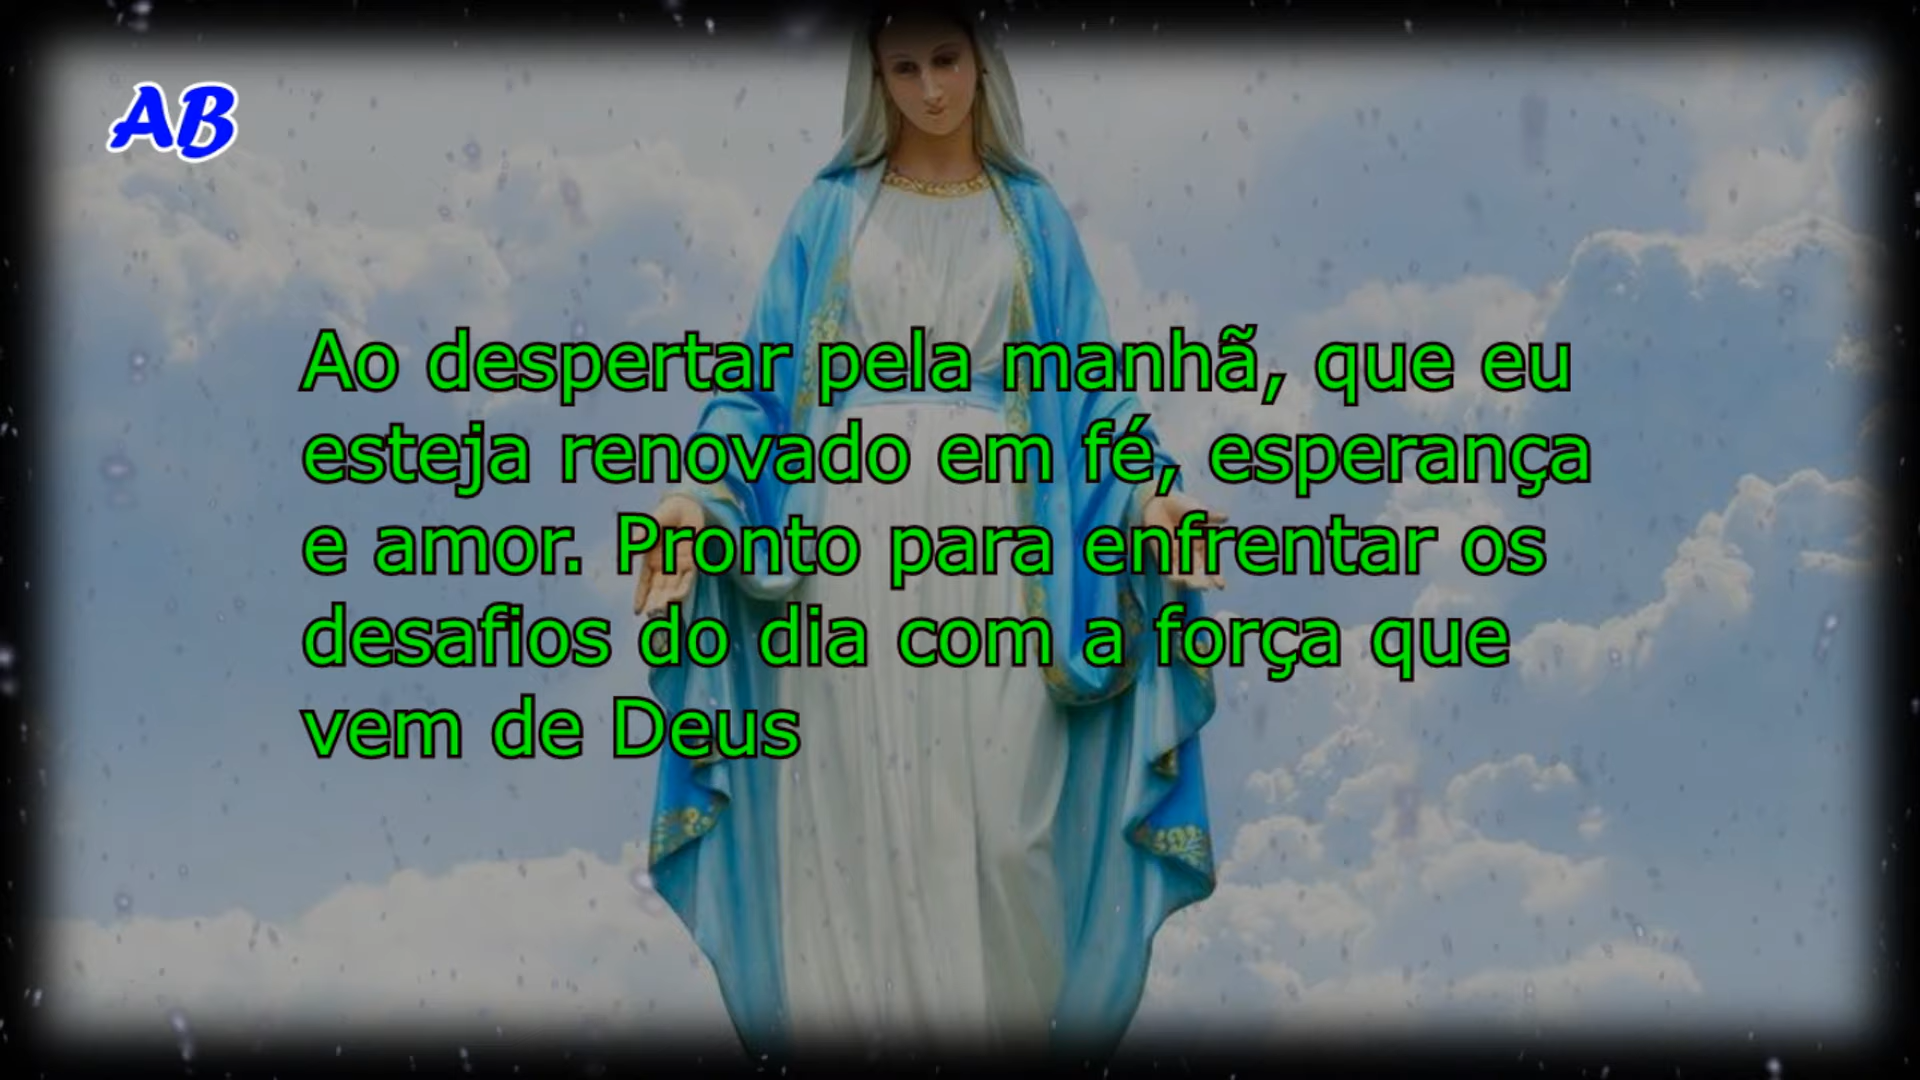 AB
Ao despertar pela manhã, que eu
esteja renovado em fé, esperança
e amor. Pronto para enfrentar os
desafios do dia com a força que
vem de Deus